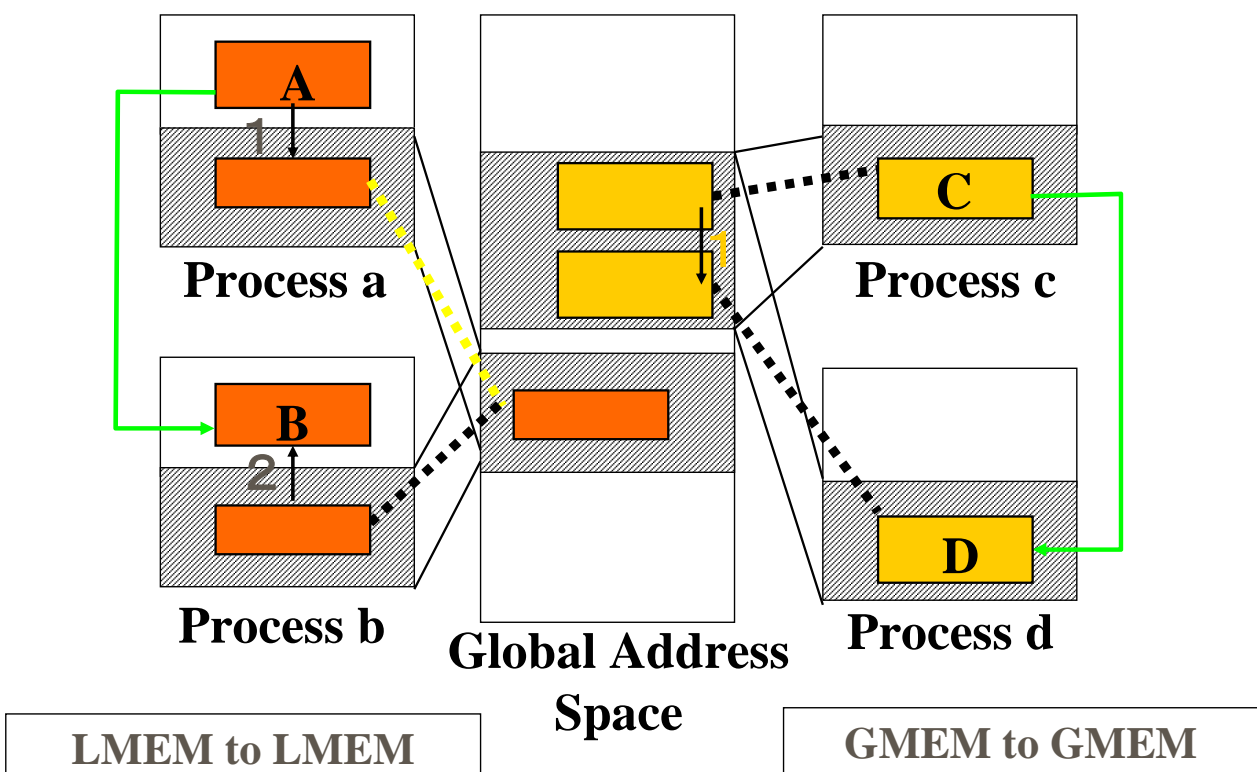 A
1
Process a
B
2
Process b
1
Global Address
Space
C
Process c
D
Process d
LMEM to LMEM
GMEM to GMEM